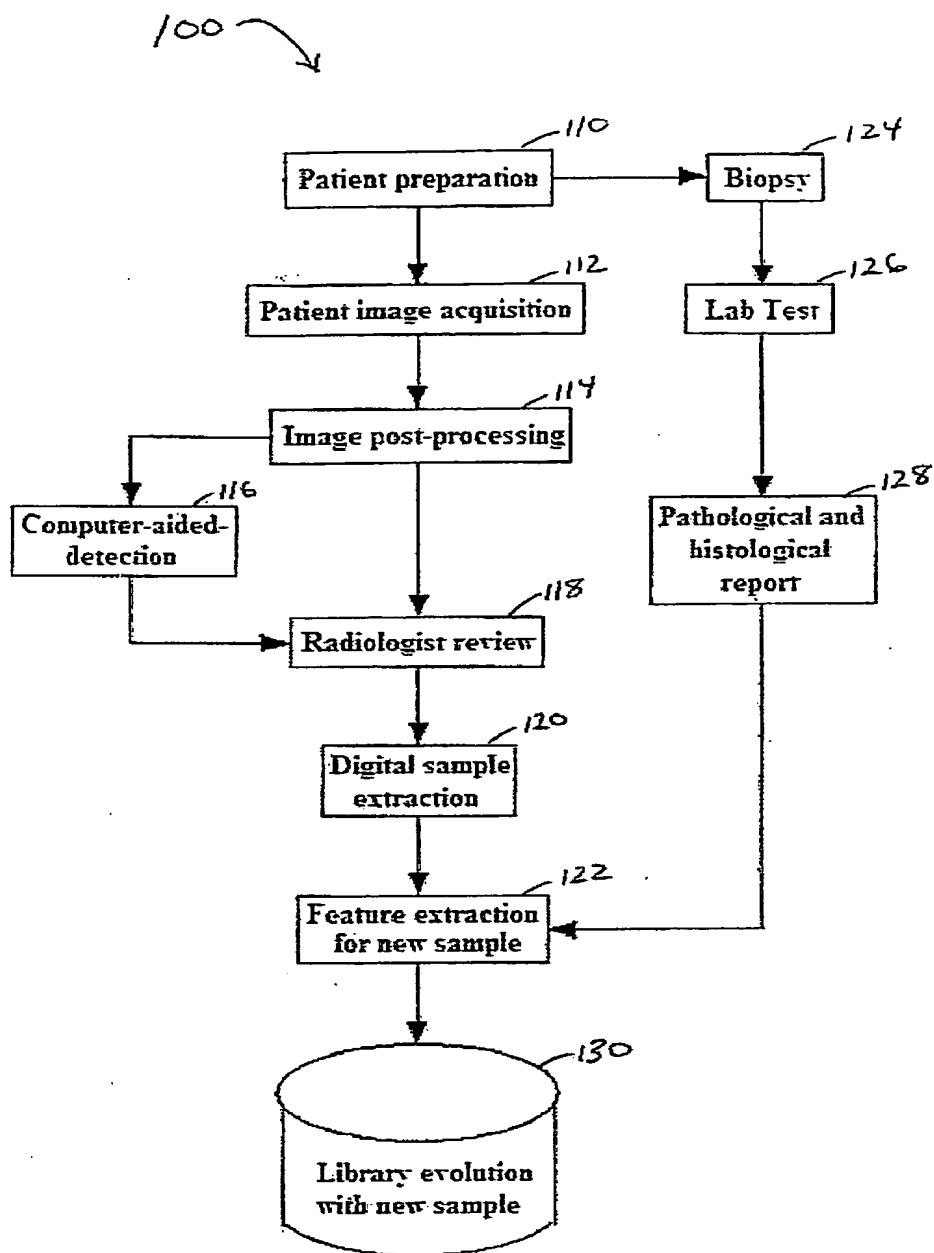 100
110
124
Patient preparation
Biopsy
112
126
Patient image acquisition
Lab Test
114
Image post-processing
116
128
Computer-aided-
detection
Pathological and
histological
report
118
Radiologist review
120
Digital sample
extraction
122
Feature extraction
for new sample
130
Library evolution
with new sample